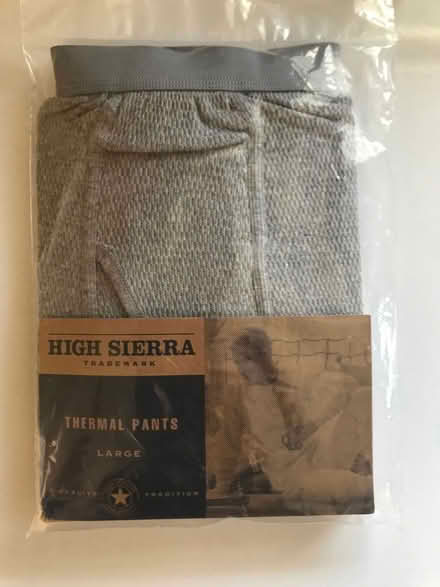 HIGH SIERRA
TRADEMARK
THERMAL PANTS
LARGE
QUALITY TRADITION